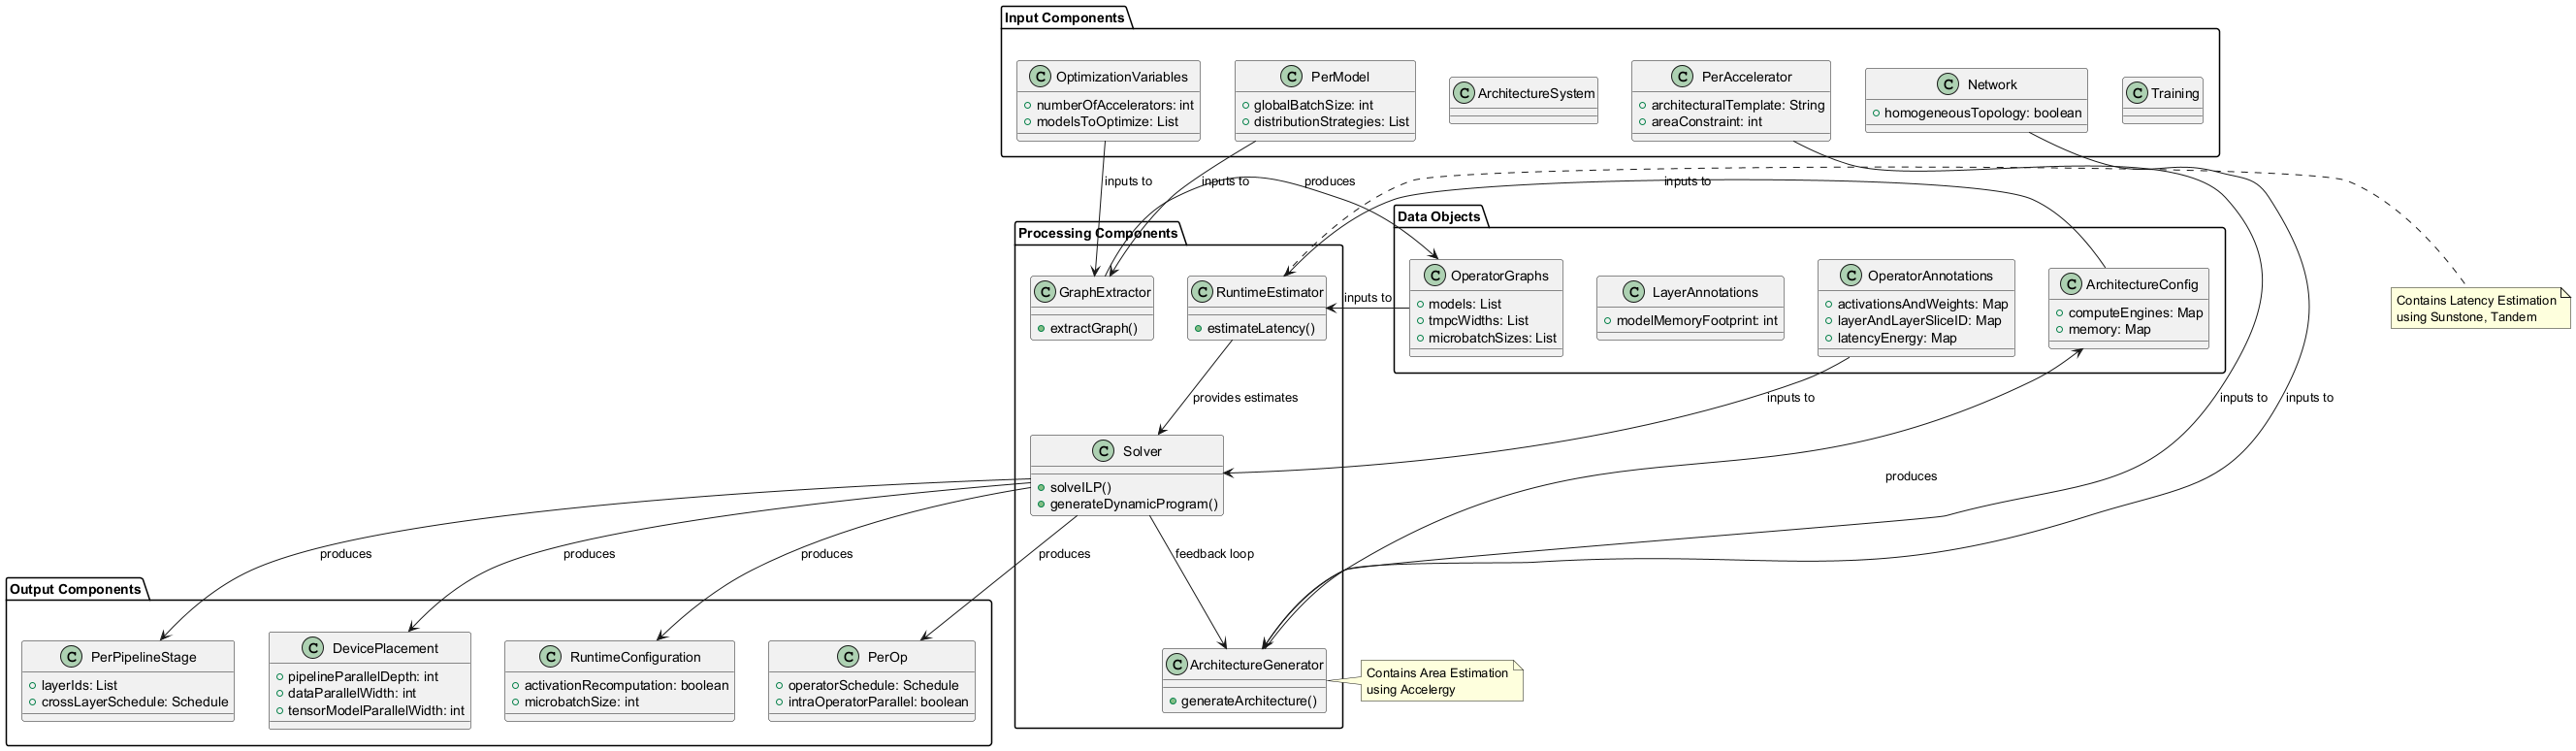 Input Components
C OptimizationVariables
numberOfAccelerators: int
modelsToOptimize: List
C PerModel
globalBatchSize: int
distributionStrategies: List
C ArchitectureSystem
C PerAccelerator
architecturalTemplate: String
areaConstraint: int
C Network
homogeneousTopology: boolean
C Training
inputs to
inputs to
produces
inputs to
Processing Components
C GraphExtractor
extractGraph()
C RuntimeEstimator
estimateLatency()
inputs to
Data Objects
C OperatorGraphs
models: List
tmpcWidths: List
microbatchSizes: List
C LayerAnnotations
modelMemoryFootprint: int
C OperatorAnnotations
activationsAndWeights: Map
layerAndLayerSliceID: Map
latencyEnergy: Map
C ArchitectureConfig
computeEngines: Map
memory: Map
Contains Latency Estimation
using Sunstone, Tandem
provides estimates
inputs to
inputs to
inputs to
C Solver
solveILP()
generateDynamicProgram()
produces
produces
produces
produces
produces
feedback loop
Output Components
C PerPipelineStage
layerIds: List
crossLayerSchedule: Schedule
C DevicePlacement
pipelineParallelDepth: int
dataParallelWidth: int
tensorModelParallelWidth: int
C RuntimeConfiguration
activationRecomputation: boolean
microbatchSize: int
C PerOp
operatorSchedule: Schedule
intraOperatorParallel: boolean
C ArchitectureGenerator
generateArchitecture()
Contains Area Estimation
using Accelergy